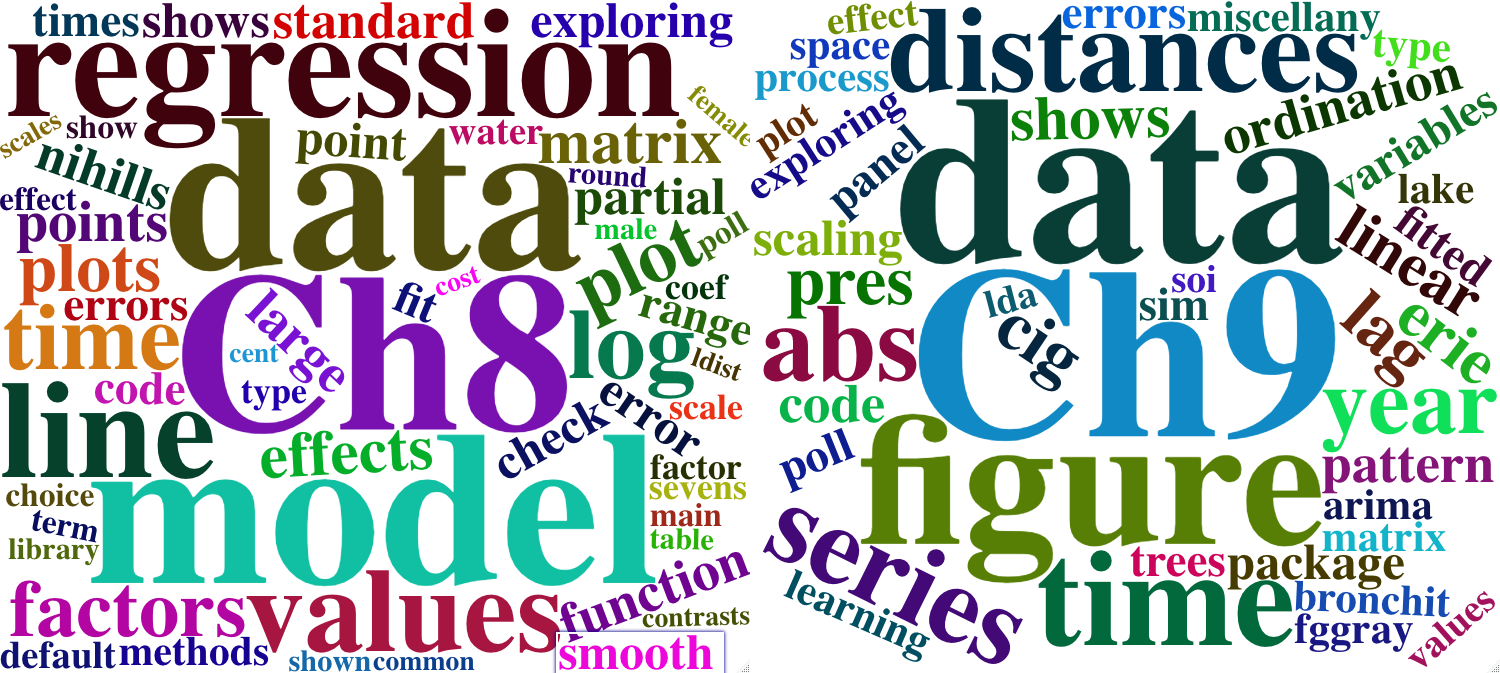 times shows standard exploring
regression
scales show point water matrix female
nihills data round
effect points partial
male poll
plots plot
errors Ch8 cost coef
time large fit range
cent log
code type ldist
line error scale
effects check
choice model factor
term sevens
library main
table
factors values function
contrasts
default methods shown common smooth
effect distances errors miscellany
space type
process ordination
plot exploring shows variables
panel data lake
scaling fitted
pres linear
abs Ch9 lda soi
cig sim lag erie
code year
poll figure pattern
arima
series matrix
trees package
learning time bronchit
fggray values